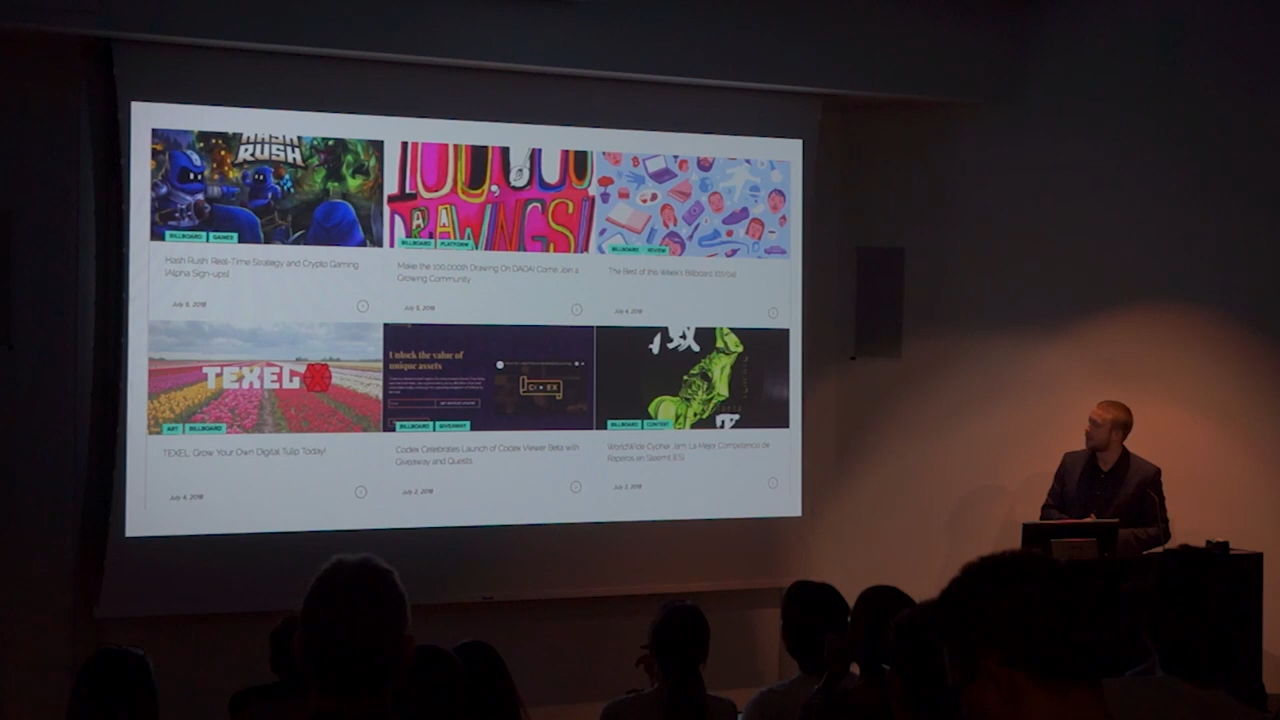 HASH
RUSH
BILLBOARD GAMES
Hash Rush: Real-Time Strategy and Crypto Gaming
[Alpha Sign-ups]
July 5, 2018
100,000
DRAWINGS!
BILLBOARD PLATFORM
Make the 100,000th Drawing On DADA! Come Join a
Growing Community
July 5, 2018
BILLBOARD REVIEW
The Best of this Week's Billboard
July 4, 2018
TEXEL
ART BILLBOARD
TEXEL: Grow Your Own Digital Tulip Today!
July 4, 2018
Unlock the value of
unique assets
BILLBOARD GIVEAWAY
Codex Celebrates Launch of Codex Viewer Beta with
Giveaway and Quests
July 2, 2018
BILLBOARD CONTEST
WorldWide Cypher Jam: La Mejor Competencia de
Raperos en Steemit [ES]
July 2, 2018